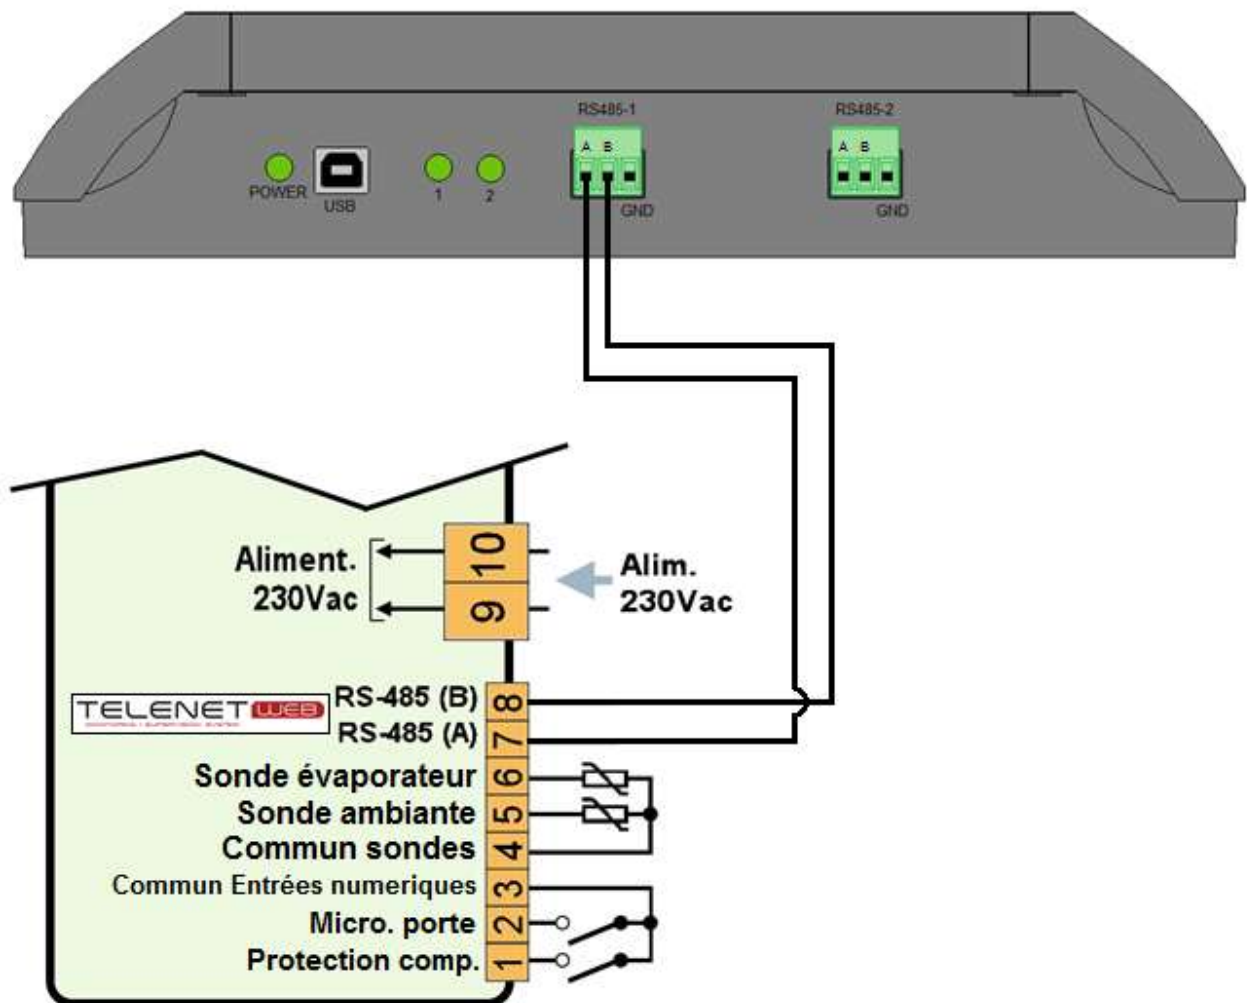 RS485-1
RS485-2
A B
A B
POWER
USB
1
2
GND
GND
Aliment.
230Vac
10
9
Alim.
230Vac
TELENET WEB
RS-485 (B) 8
RS-485 (A) 7
Sonde évaporateur 6
Sonde ambiante 5
Commun sondes 4
Commun Entrées numeriques 3
Micro. porte 2
Protection comp. 1